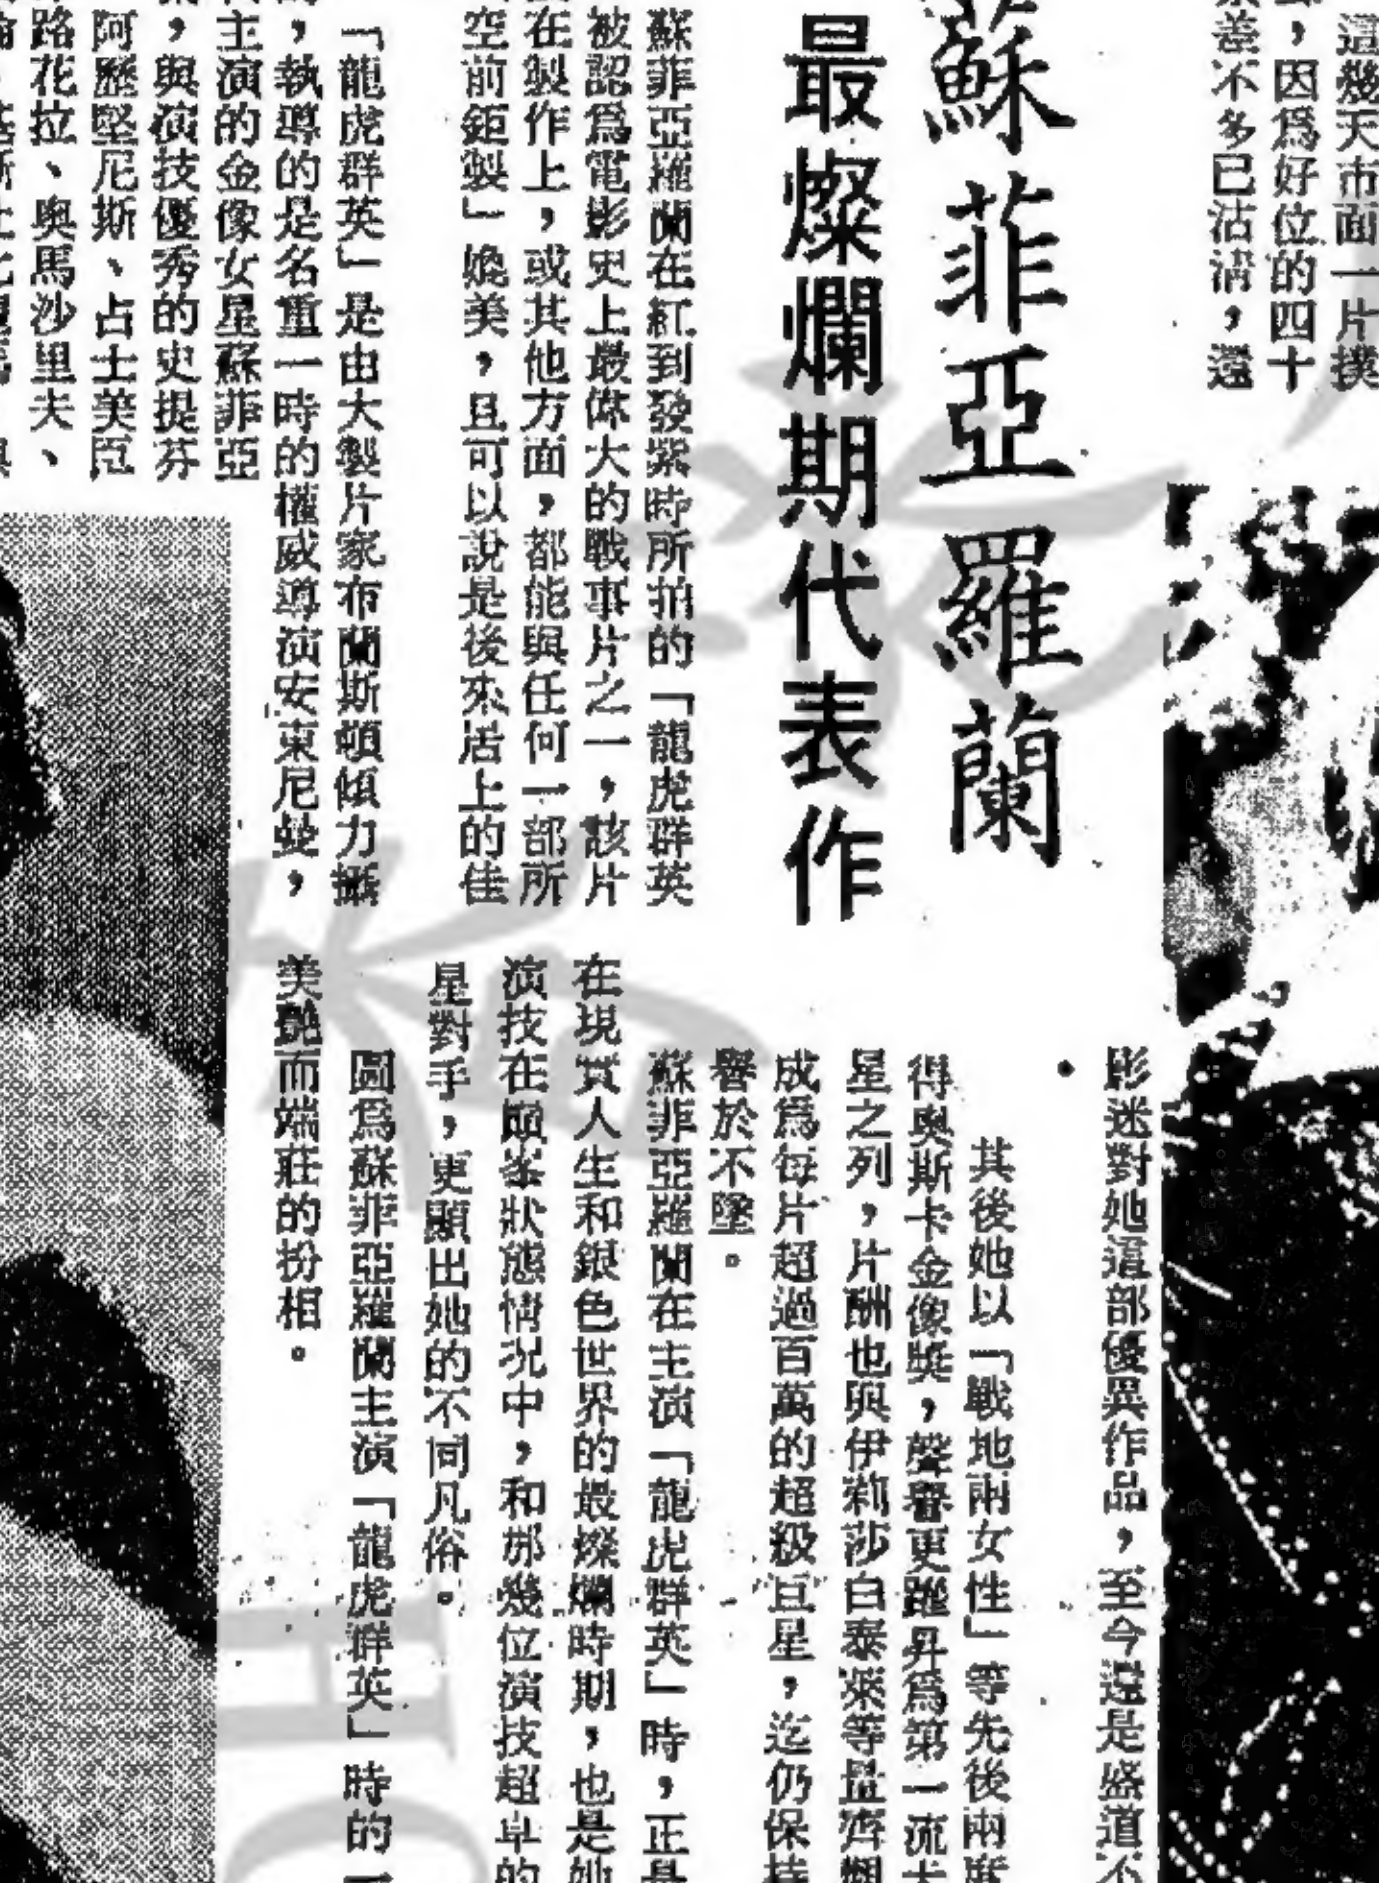 這幾天市面一片撲
，因爲好位的四十
差不多已沽清，還
蘇菲亞羅蘭
最燦爛期代表作
蘇菲亞羅蘭在紅到發紫時所拍的「龍虎群英
被認爲電影史上最偉大的戰事片之一，該片
在製作上，或其他方面，都能與任何一部所
空前鉅製」媲美，且可以說是後來居上的佳
「龍虎群英」是由大製片家布蘭斯頓傾力攝
，執導的是名重一時的權威導演安東尼曼，
主演的金像女星蘇菲亞
，與演技優秀的史提芬
阿歷堅尼斯、占士美臣
路花拉、奧馬沙里夫、
影迷對她這部優異作品，至今還是盛道不
。
其後她以「戰地兩女性」等先後兩度
得奧斯卡金像獎，聲譽更躍昇爲第一流大
星之列，片酬也與伊莉莎白泰萊等量齊觀
成爲每片超過百萬的超級巨星，迄仍保持
譽於不墜。
蘇菲亞羅蘭在主演「龍虎群英」時，正是
在現實人生和銀色世界的最燦爛時期，也是她
演技在巔峯狀態情況中，和那幾位演技超卓的
星對手，更顯出她的不同凡俗。
圖爲蘇菲亞羅蘭主演「龍虎群英」時的一
美艷而端莊的扮相。